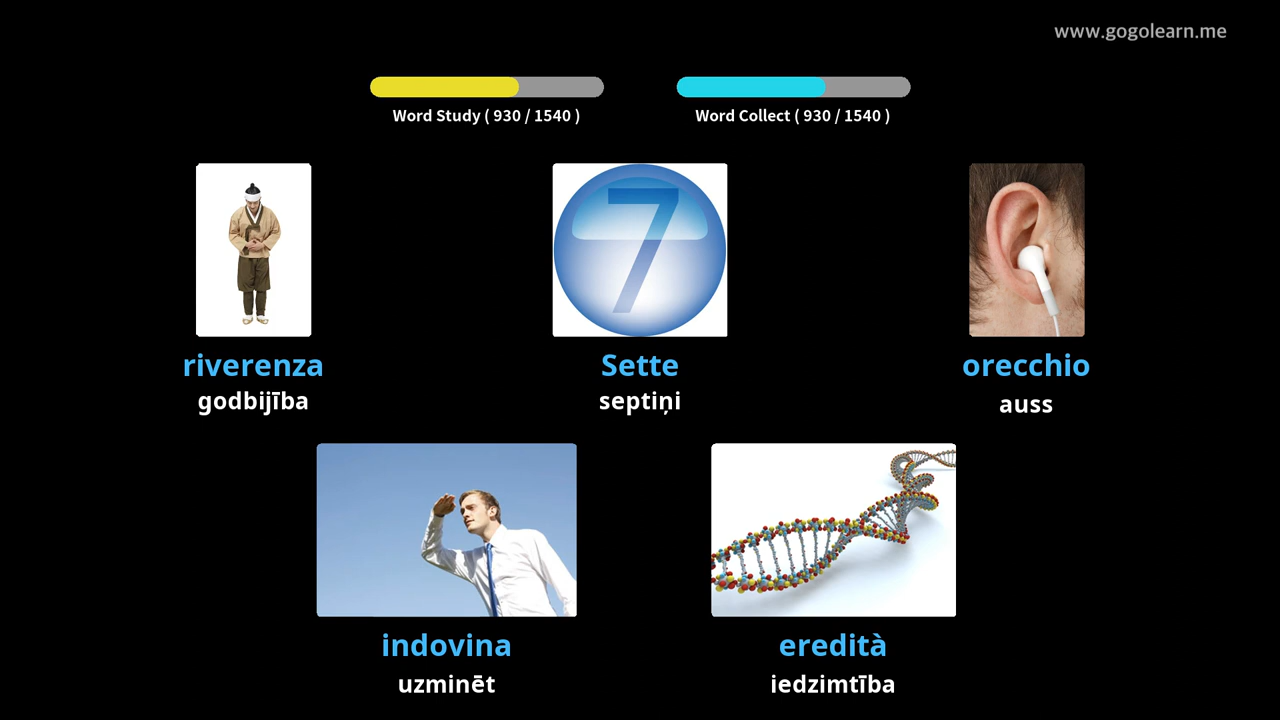 www.gogolearn.me
Word Study ( 930 / 1540 )
Word Collect ( 930 / 1540 )
7
riverenza
godbijība
Sette
septiņi
orecchio
auss
indovina
uzminēt
eredità
iedzimtība